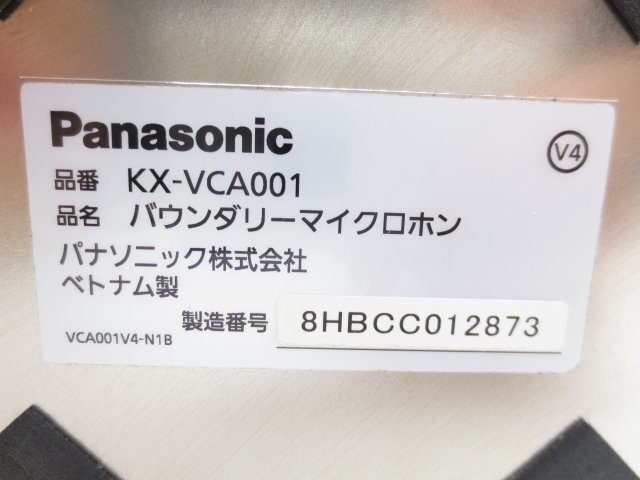 Panasonic
V4
品番 KX-VCA001
品名 バウンダリーマイクロホン
パナソニック株式会社
ベトナム製
製造番号 8HBCC012873
VCA001V4-N1B